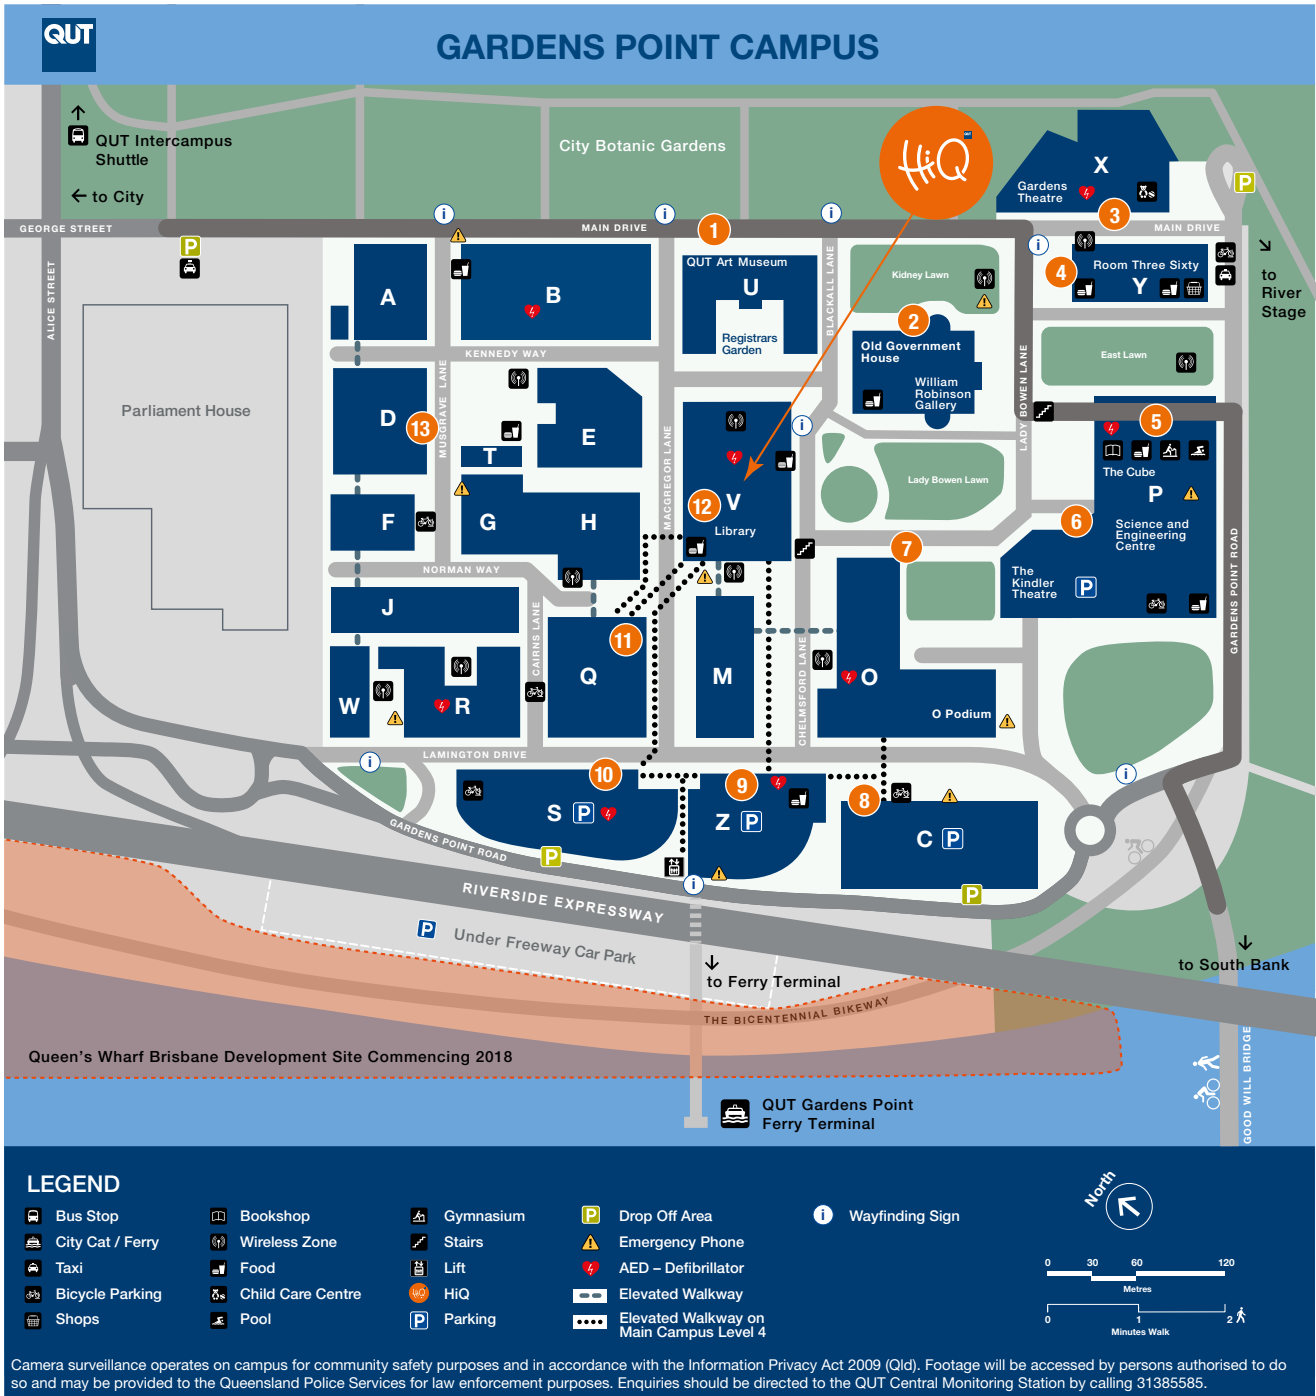 QUT
GARDENS POINT CAMPUS
QUT Intercampus
Shuttle
to City
City Botanic Gardens
HiQ
QUT
X
Gardens
Theatre
3
P
GEORGE STREET
MAIN DRIVE
1
MAIN DRIVE
P
ALICE STREET
A
B
QUT Art Museum
U
Registrars
Garden
BLACKALL LANE
Kidney Lawn
2
Old Government
House
William
Robinson
Gallery
4
Room Three Sixty
Y
to
River
Stage
KENNEDY WAY
MUSGRAVE LANE
LADY BOWEN LANE
East Lawn
Parliament House
D
13
E
T
MACGREGOR LANE
12
V
Library
Lady Bowen Lawn
5
The Cube
P
Science and
Engineering
Centre
6
The
Kindler
Theatre
P
GARDENS POINT ROAD
F
G
H
7
NORMAN WAY
J
CAIRNS LANE
11
Q
M
CHELMSFORD LANE
O
O Podium
W
R
LAMINGTON DRIVE
10
S
P
9
Z
P
8
C
P
GARDENS POINT ROAD
P
P
RIVERSIDE EXPRESSWAY
P
Under Freeway Car Park
to Ferry Terminal
to South Bank
THE BICENTENNIAL BIKEWAY
Queen's Wharf Brisbane Development Site Commencing 2018
GOOD WILL BRIDGE
QUT Gardens Point
Ferry Terminal
LEGEND
Bus Stop
City Cat / Ferry
Taxi
Bicycle Parking
Shops
Bookshop
Wireless Zone
Food
Child Care Centre
Pool
Gymnasium
Stairs
Lift
HiQ
P Parking
P Drop Off Area
Emergency Phone
AED – Defibrillator
Elevated Walkway
Elevated Walkway on
Main Campus Level 4
i Wayfinding Sign
North
0 30 60 120
Metres
0 1 2
Minutes Walk
Camera surveillance operates on campus for community safety purposes and in accordance with the Information Privacy Act 2009 (Qld). Footage will be accessed by persons authorised to do
so and may be provided to the Queensland Police Services for law enforcement purposes. Enquiries should be directed to the QUT Central Monitoring Station by calling 31385585.